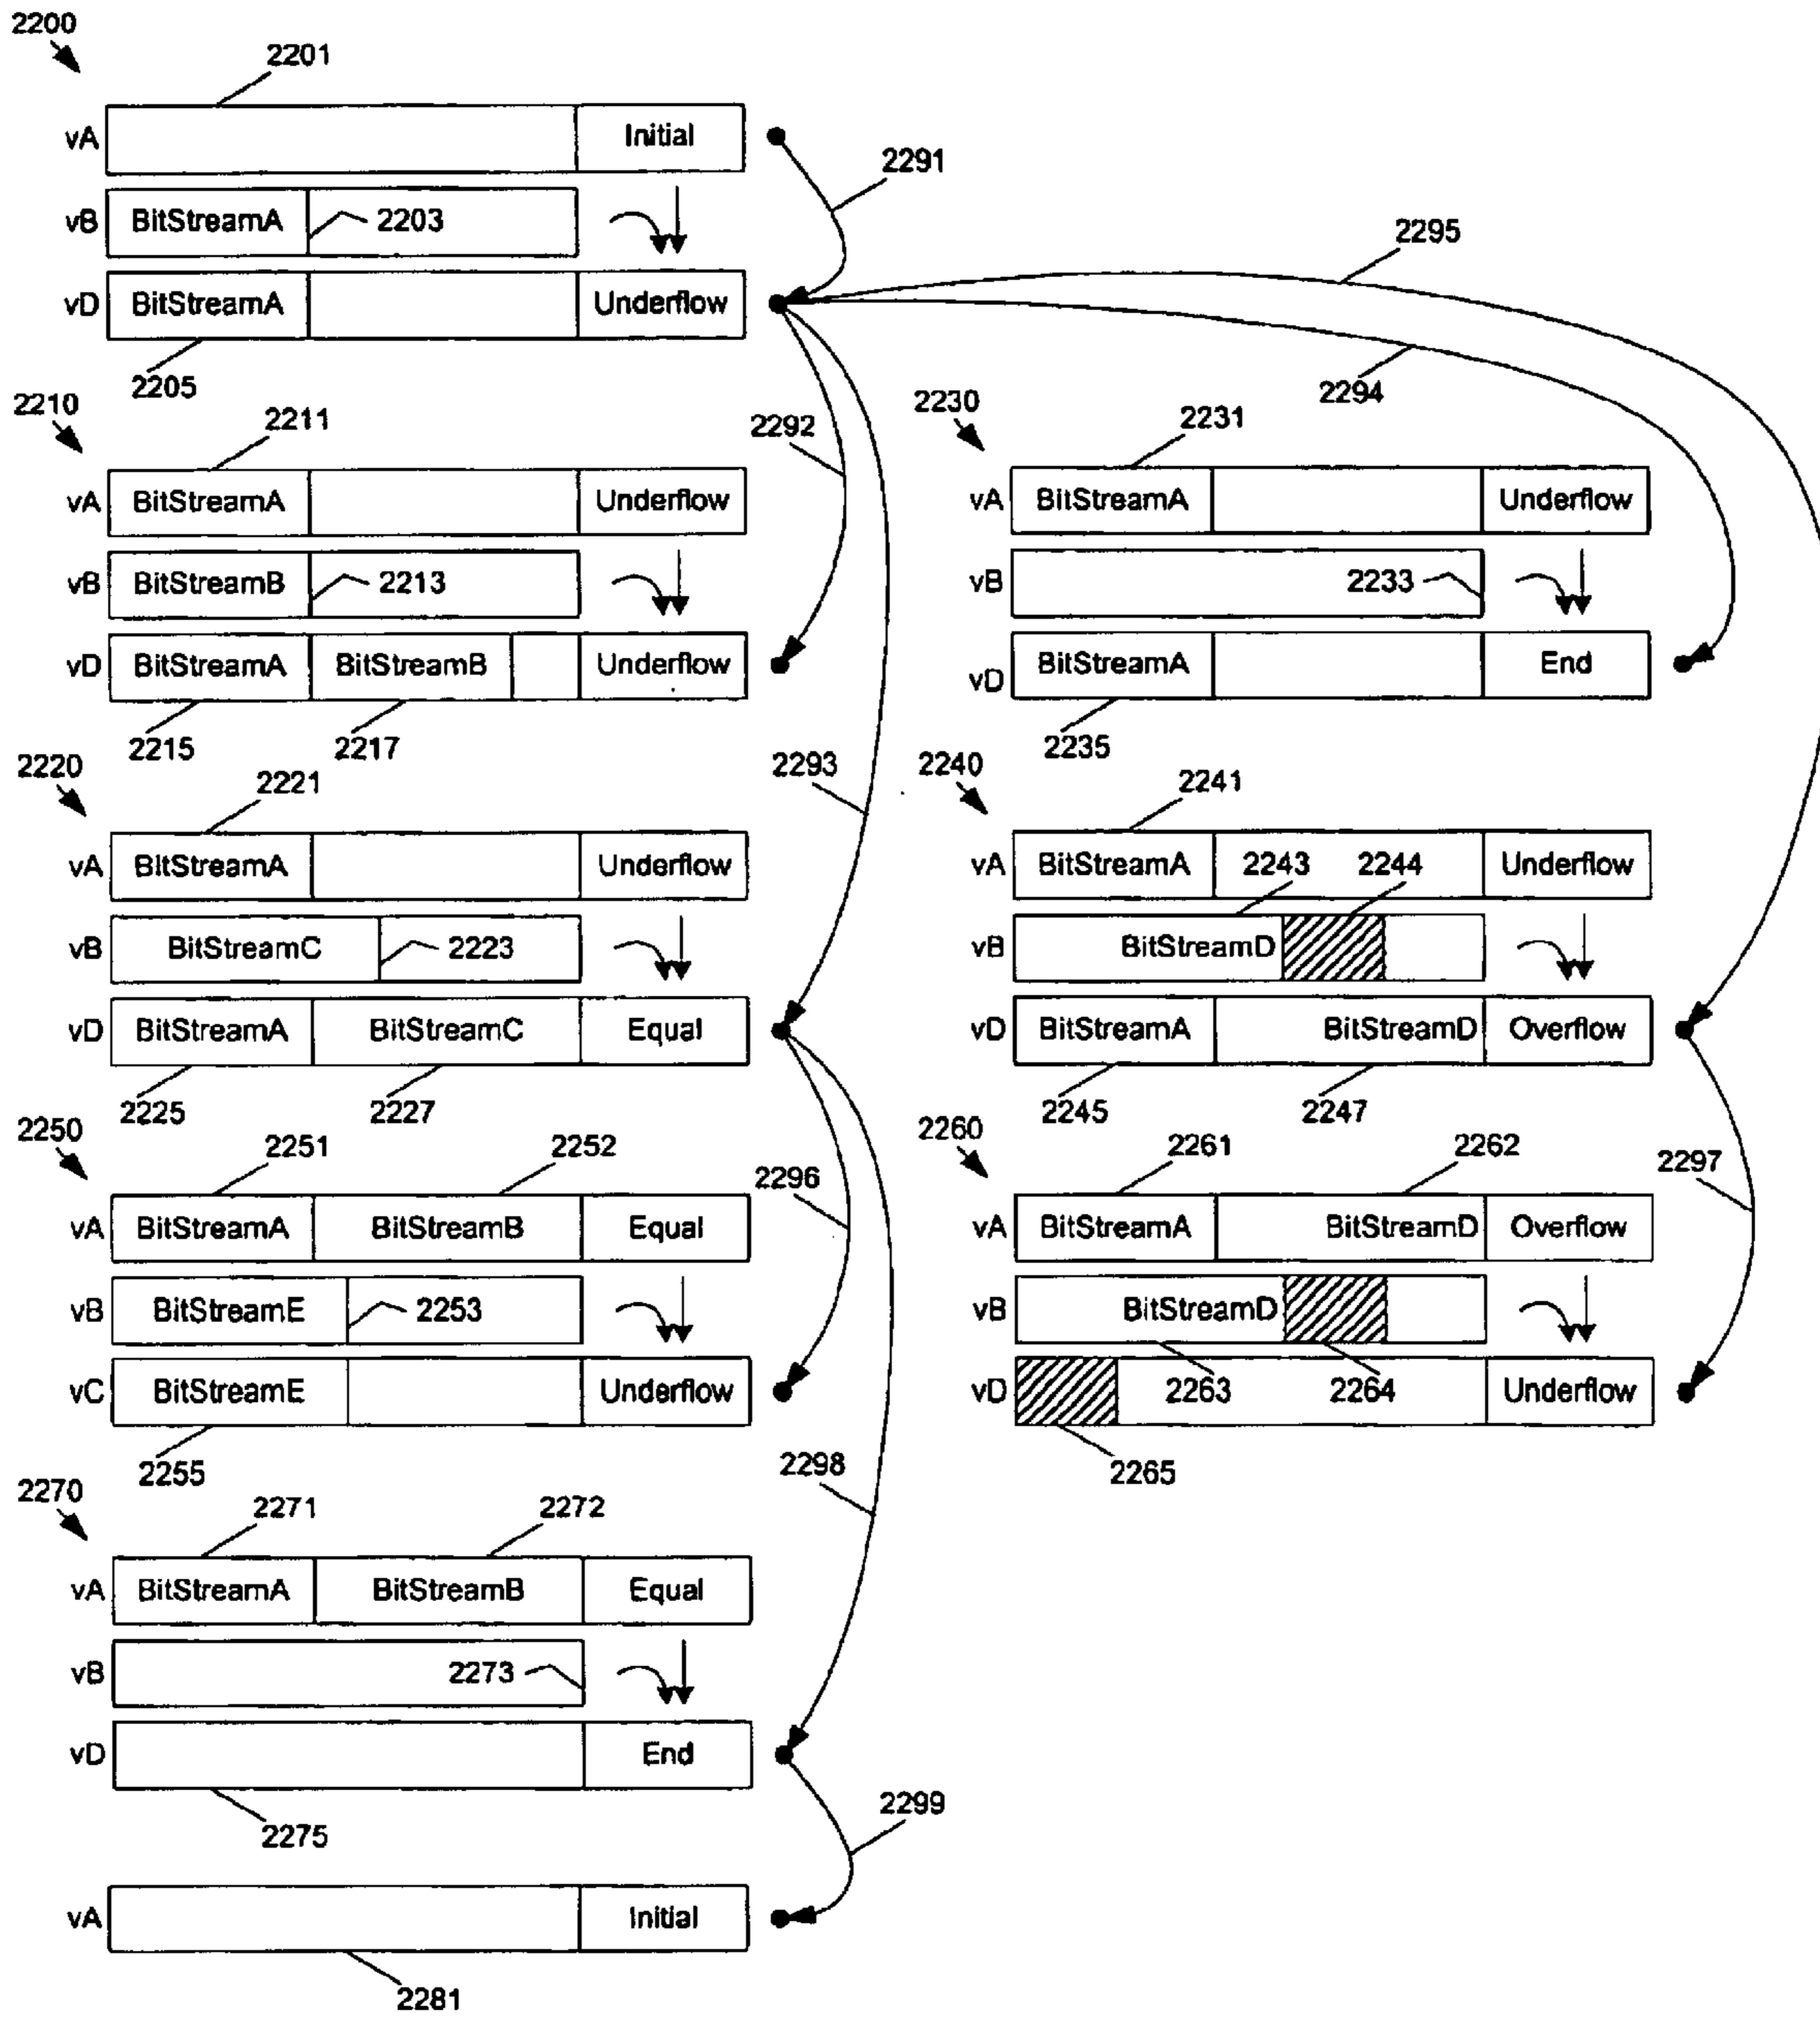 2200
2201
vA Initial
2291
vB BitStreamA 2203
2295
vD BitStreamA Underflow
2205
2294
2210 2211 2292 2230 2231
vA BitStreamA Underflow vA BitStreamA Underflow
vB BitStreamB 2213 vB 2233
vD BitStreamA BitStreamB Underflow vD BitStreamA End
2215 2217 2235
2220 2221 2293 2240 2241
vA BitStreamA Underflow vA BitStreamA 2243 2244 Underflow
vB BitStreamC 2223 vB BitStreamD
vD BitStreamA BitStreamC Equal vD BitStreamA BitStreamD Overflow
2225 2227 2245 2247
2250 2251 2252 2296 2260 2261 2262 2297
vA BitStreamA BitStreamB Equal vA BitStreamA BitStreamD Overflow
vB BitStreamE 2253 vB BitStreamD
vC BitStreamE Underflow vD 2263 2264 Underflow
2255 2298 2265
2270 2271 2272
vA BitStreamA BitStreamB Equal
vB 2273
vD End
2275 2299
vA Initial
2281